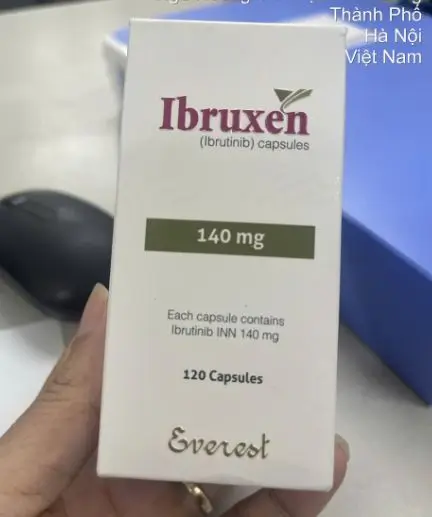 Thành Phố
Hà Nội
Việt Nam
Ibruxen
(Ibrutinib) capsules
140 mg
Each capsule contains
Ibrutinib INN 140 mg
120 Capsules
Everest